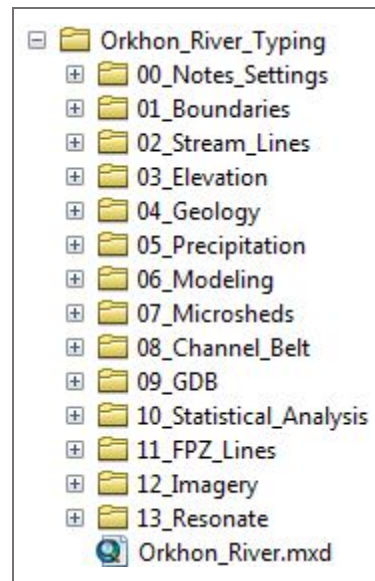 Orkhon_River_Typing
00_Notes_Settings
01_Boundaries
02_Stream_Lines
03_Elevation
04_Geology
05_Precipitation
06_Modeling
07_Microsheds
08_Channel_Belt
09_GDB
10_Statistical_Analysis
11_FPZ_Lines
12_Imagery
13_Resonate
Orkhon_River.mxd